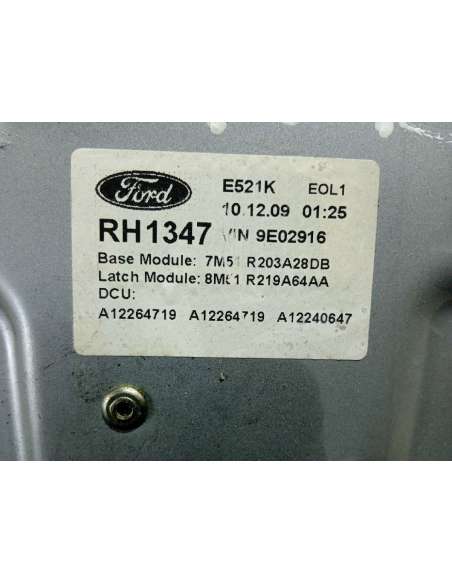 Ford E521K EOL1
10.12.09 01:25
RH1347 VIN 9E02916
Base Module: 7M51 R203A28DB
Latch Module: 8M51 R219A64AA
DCU:
A12264719 A12264719 A12240647